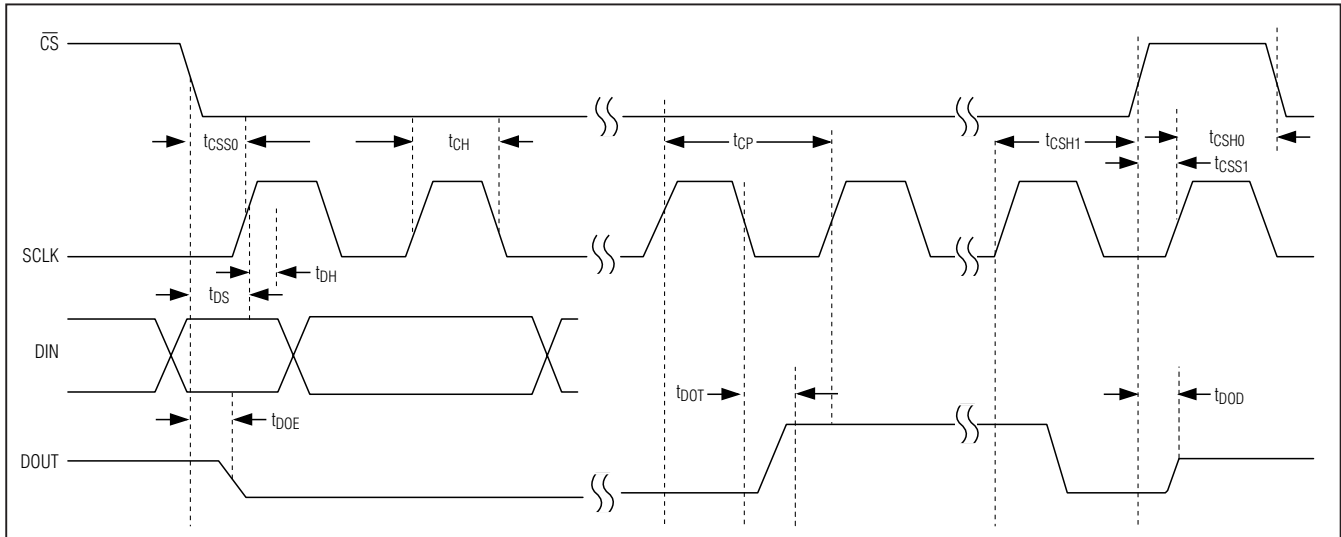 CS
tCSS0
tCH
tCP
tCSH1
tCSH0
tCSS1
SCLK
tDH
tDS
DIN
tDOT
tDOD
tDOE
DOUT